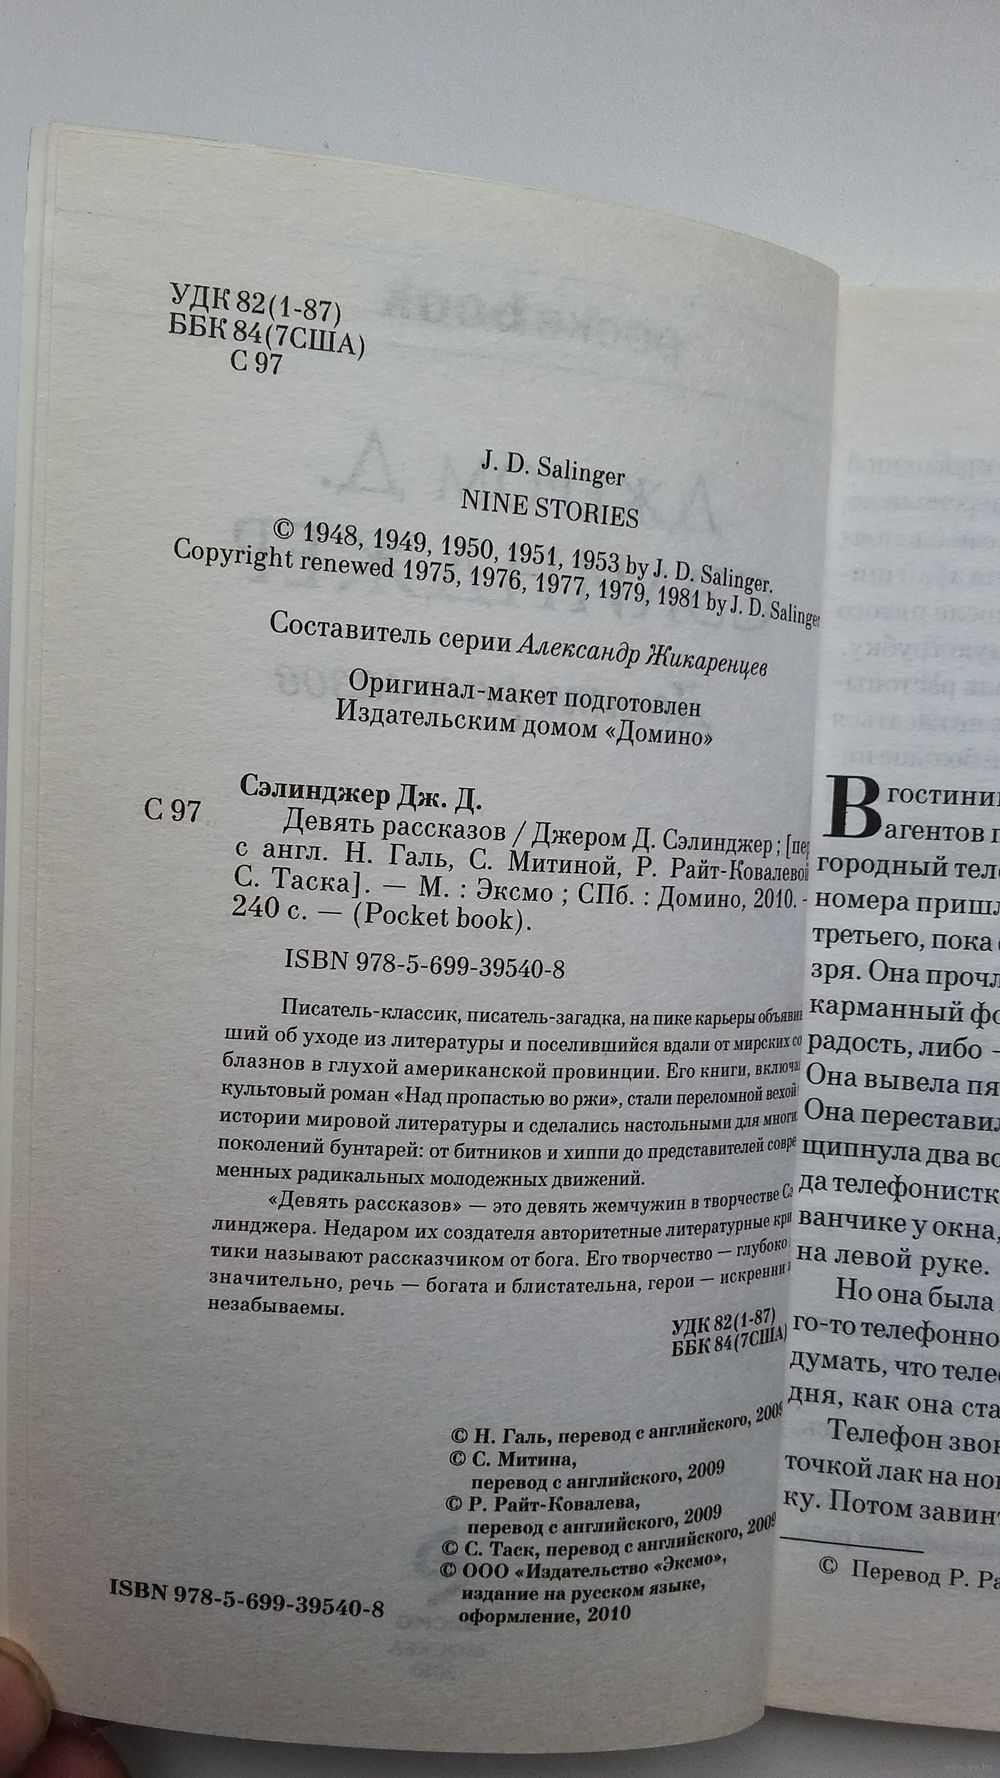 УДК 82(1-87)
ББК 84(7США)
С 97
J. D. Salinger
NINE STORIES
© 1948, 1949, 1950, 1951, 1953 by J. D. Salinger.
Copyright renewed 1975, 1976, 1977, 1979, 1981 by J. D. Salinger
Составитель серии Александр Жикаренцев
Оригинал-макет подготовлен
Издательским домом «Домино»
Сэлинджер Дж. Д.
С 97
Девять рассказов / Джером Д. Сэлинджер ; [пер
с англ. Н. Галь, С. Митиной, Р. Райт-Ковалевой
С. Таска]. — М. : Эксмо ; СПб. : Домино, 2010. -
240 с. — (Pocket book).
ISBN 978-5-699-39540-8
Писатель-классик, писатель-загадка, на пике карьеры объявив
ший об уходе из литературы и поселившийся вдали от мирских со
блазнов в глухой американской провинции. Его книги, включа
культовый роман «Над пропастью во ржи», стали переломной вехой
истории мировой литературы и сделались настольными для многи
поколений бунтарей: от битников и хиппи до представителей совре
менных радикальных молодежных движений.
«Девять рассказов» — это девять жемчужин в творчестве Сэ
линджера. Недаром их создателя авторитетные литературные кри
тики называют рассказчиком от бога. Его творчество — глубоко
значительно, речь — богата и блистательна, герои — искренни
незабываемы.
УДК 82(1-87)
ББК 84(7США)
© Н. Галь, перевод с английского, 2009
© С. Митина,
перевод с английского, 2009
© Р. Райт-Ковалева,
перевод с английского, 2009
© С. Таск, перевод с английского, 2009
© ООО «Издательство «Эксмо»,
издание на русском языке,
оформление, 2010
ISBN 978-5-699-39540-8
В гостини
агентов
городный теле
номера пришл
третьего, пока
зря. Она прочл
карманный фо
радость, либо —
Она вывела пя
Она переставил
щипнула два во
да телефонистк
ванчике у окна,
на левой руке.
Но она была
го-то телефонно
думать, что теле
дня, как она ста
Телефон звон
точкой лак на ног
ку. Потом завинт
© Перевод Р. Ра
www.ay.by